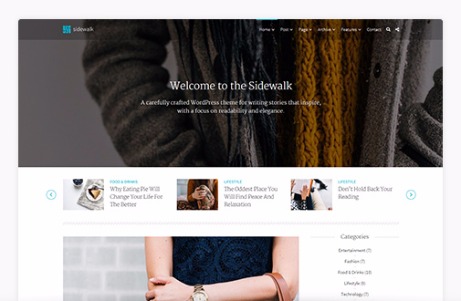 sidewalk
Home Post Page Archive Features Contact
Welcome to the Sidewalk
A carefully crafted WordPress theme for writing stories that inspire,
with a focus on readability and elegance.
FOOD & DRINKS
Why Eating Pie Will
Change Your Life For
The Better
LIFESTYLE
The Oddest Place You
Will Find Peace And
Relaxation
LIFESTYLE
Don't Hold Back Your
Reading
Categories
Entertainment (7)
Fashion (7)
Food & Drinks (10)
Lifestyle (9)
Technology (7)